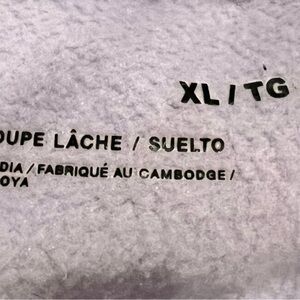 XL / TG
OUPE LÂCHE / SUELTO
DIA / FABRIQUÉ AU CAMBODGE /
OYA